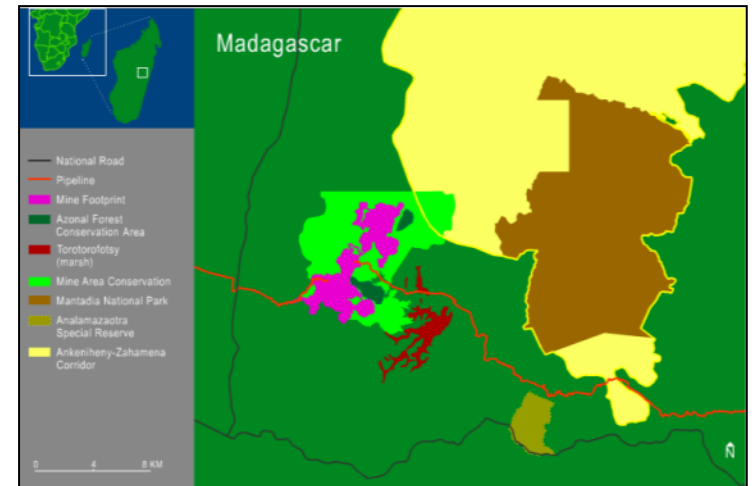 Madagascar
National Road
Pipeline
Mine Footprint
Azonal Forest
Conservation Area
Torotorofotsy
(marsh)
Mine Area Conservation
Mantadia National Park
Analamazaotra
Special Reserve
Ankeniheny-Zahamena
Corridor
0 4 8 KM
N